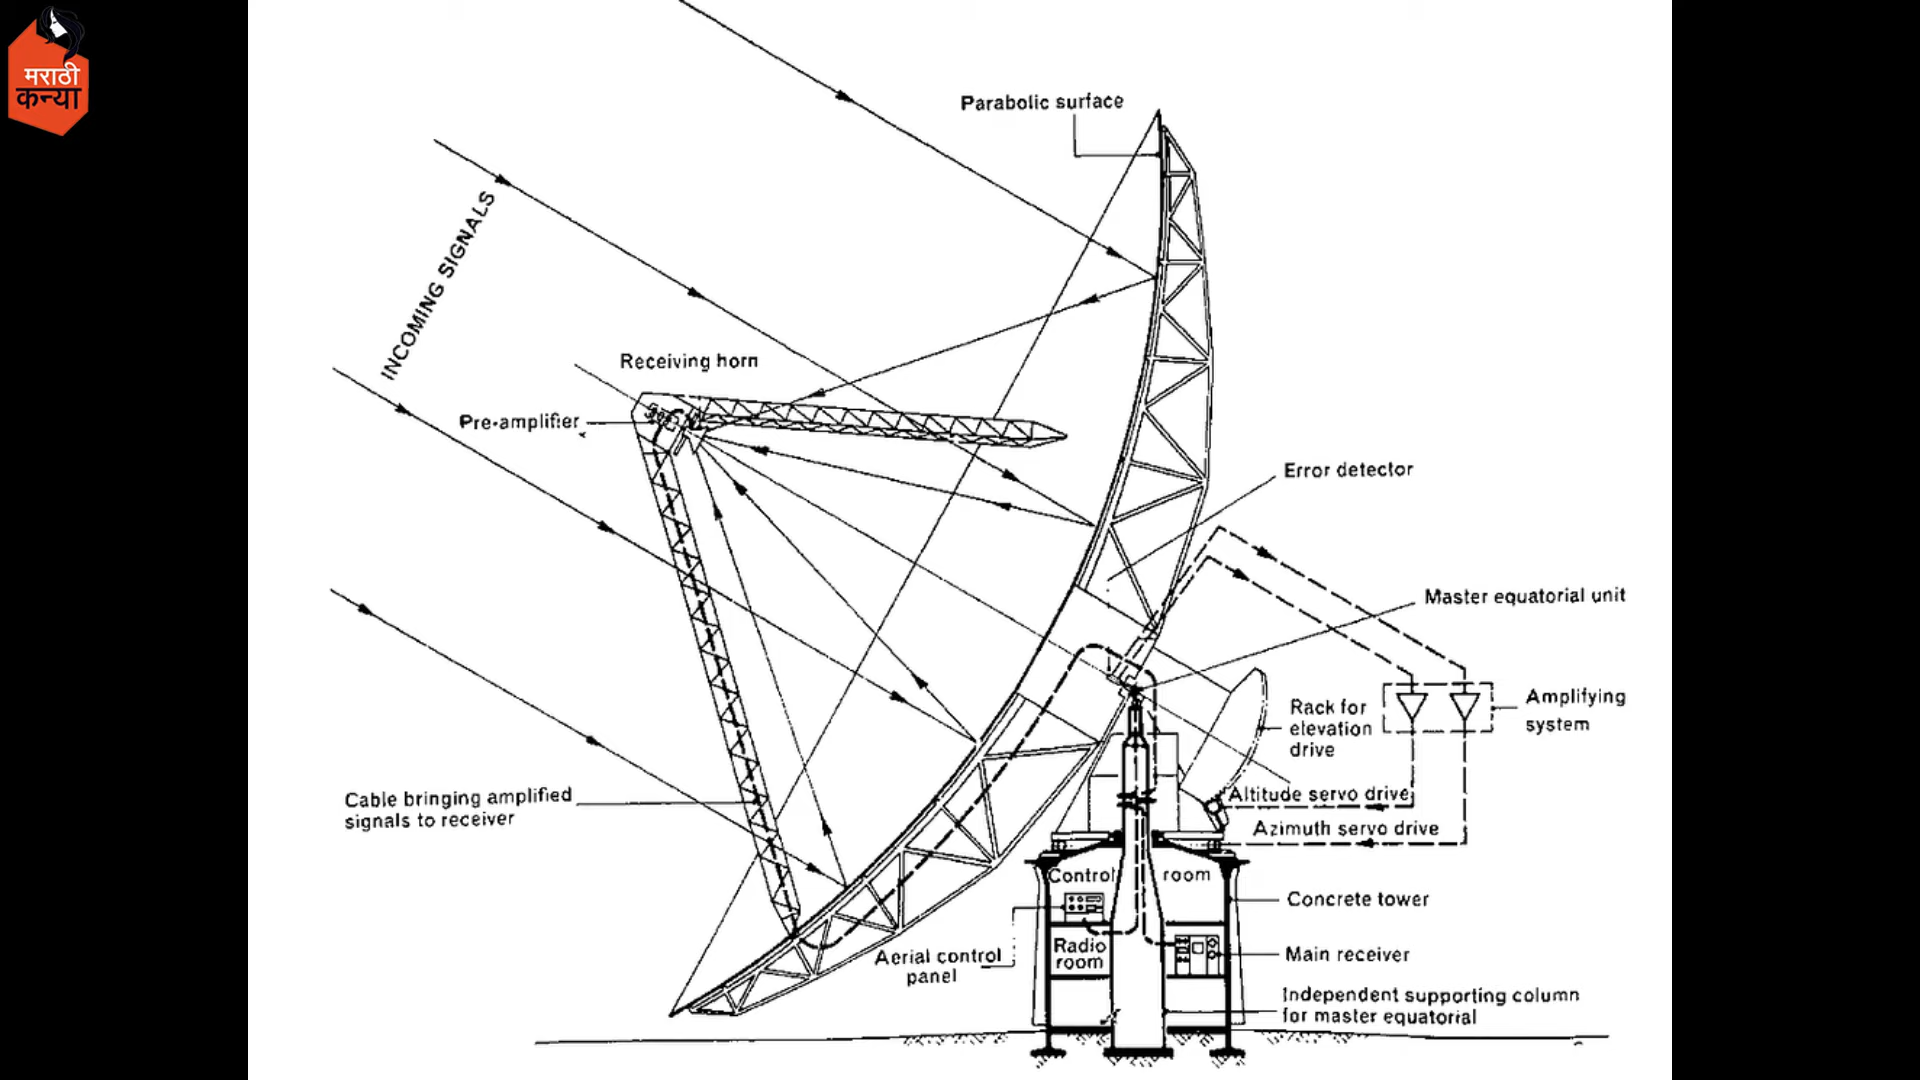 मराठी
कन्या
Parabolic surface
INCOMING SIGNALS
Receiving horn
Pre-amplifier
Error detector
Master equatorial unit
Rack for
elevation
drive
Amplifying
system
Cable bringing amplified
signals to receiver
Altitude servo drive
Azimuth servo drive
Control room
Concrete tower
Aerial control
panel
Radio
room
Main receiver
Independent supporting column
for master equatorial